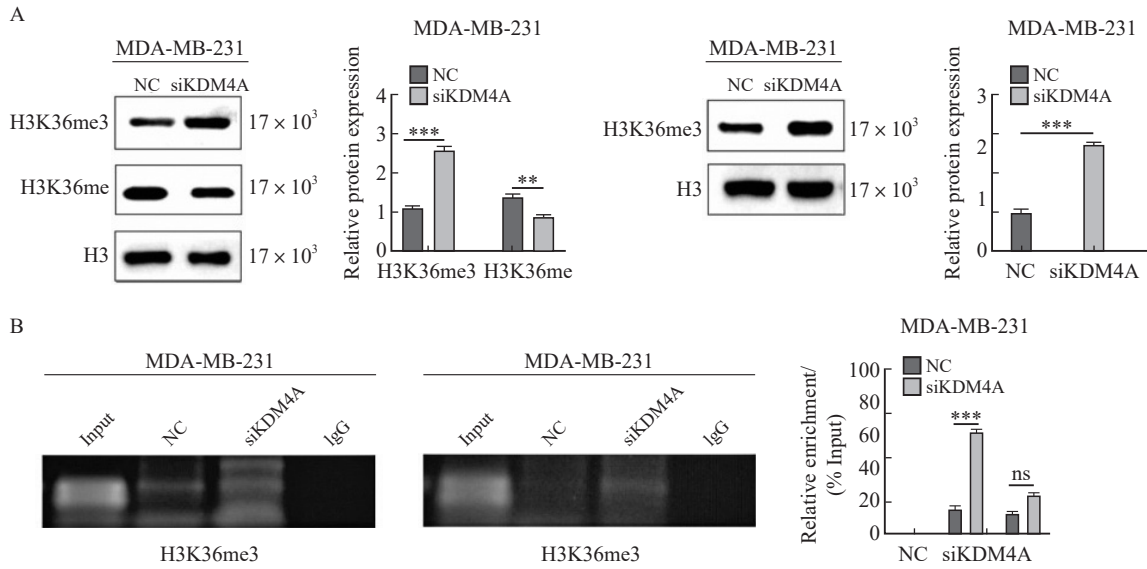 A
MDA-MB-231
NC siKDM4A
H3K36me3
17 × 10³
H3K36me
17 × 10³
H3
17 × 10³
MDA-MB-231
NC
siKDM4A
Relative protein expression
4
3
2
1
0
***
**
H3K36me3 H3K36me
MDA-MB-231
NC siKDM4A
H3K36me3
17 × 10³
H3
17 × 10³
MDA-MB-231
NC
siKDM4A
Relative protein expression
3
2
1
0
***
NC siKDM4A
B
MDA-MB-231
Input NC siKDM4A IgG
H3K36me3
MDA-MB-231
Input NC siKDM4A IgG
H3K36me3
MDA-MB-231
NC
siKDM4A
Relative enrichment/
(% Input)
100
80
60
20
0
***
ns
NC siKDM4A